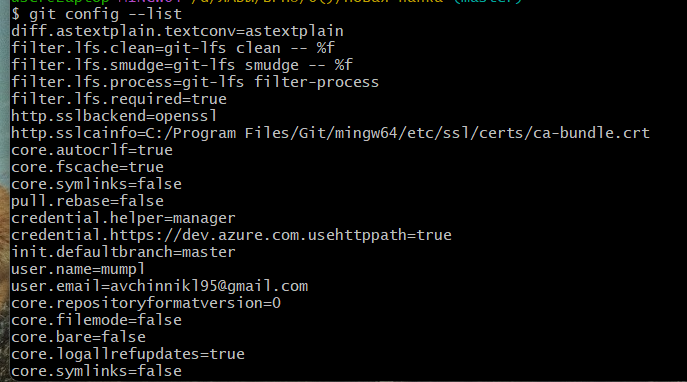 $ git config --list
diff.astextplain.textconv=astextplain
filter.lfs.clean=git-lfs clean -- %f
filter.lfs.smudge=git-lfs smudge -- %f
filter.lfs.process=git-lfs filter-process
filter.lfs.required=true
http.sslbackend=openssl
http.sslcainfo=C:/Program Files/Git/mingw64/etc/ssl/certs/ca-bundle.crt
core.autocrlf=true
core.fscache=true
core.symlinks=false
pull.rebase=false
credential.helper=manager
credential.https://dev.azure.com.usehttppath=true
init.defaultbranch=master
user.name=mumpl
user.email=avchinnikl95@gmail.com
core.repositoryformatversion=0
core.filemode=false
core.bare=false
core.logallrefupdates=true
core.symlinks=false